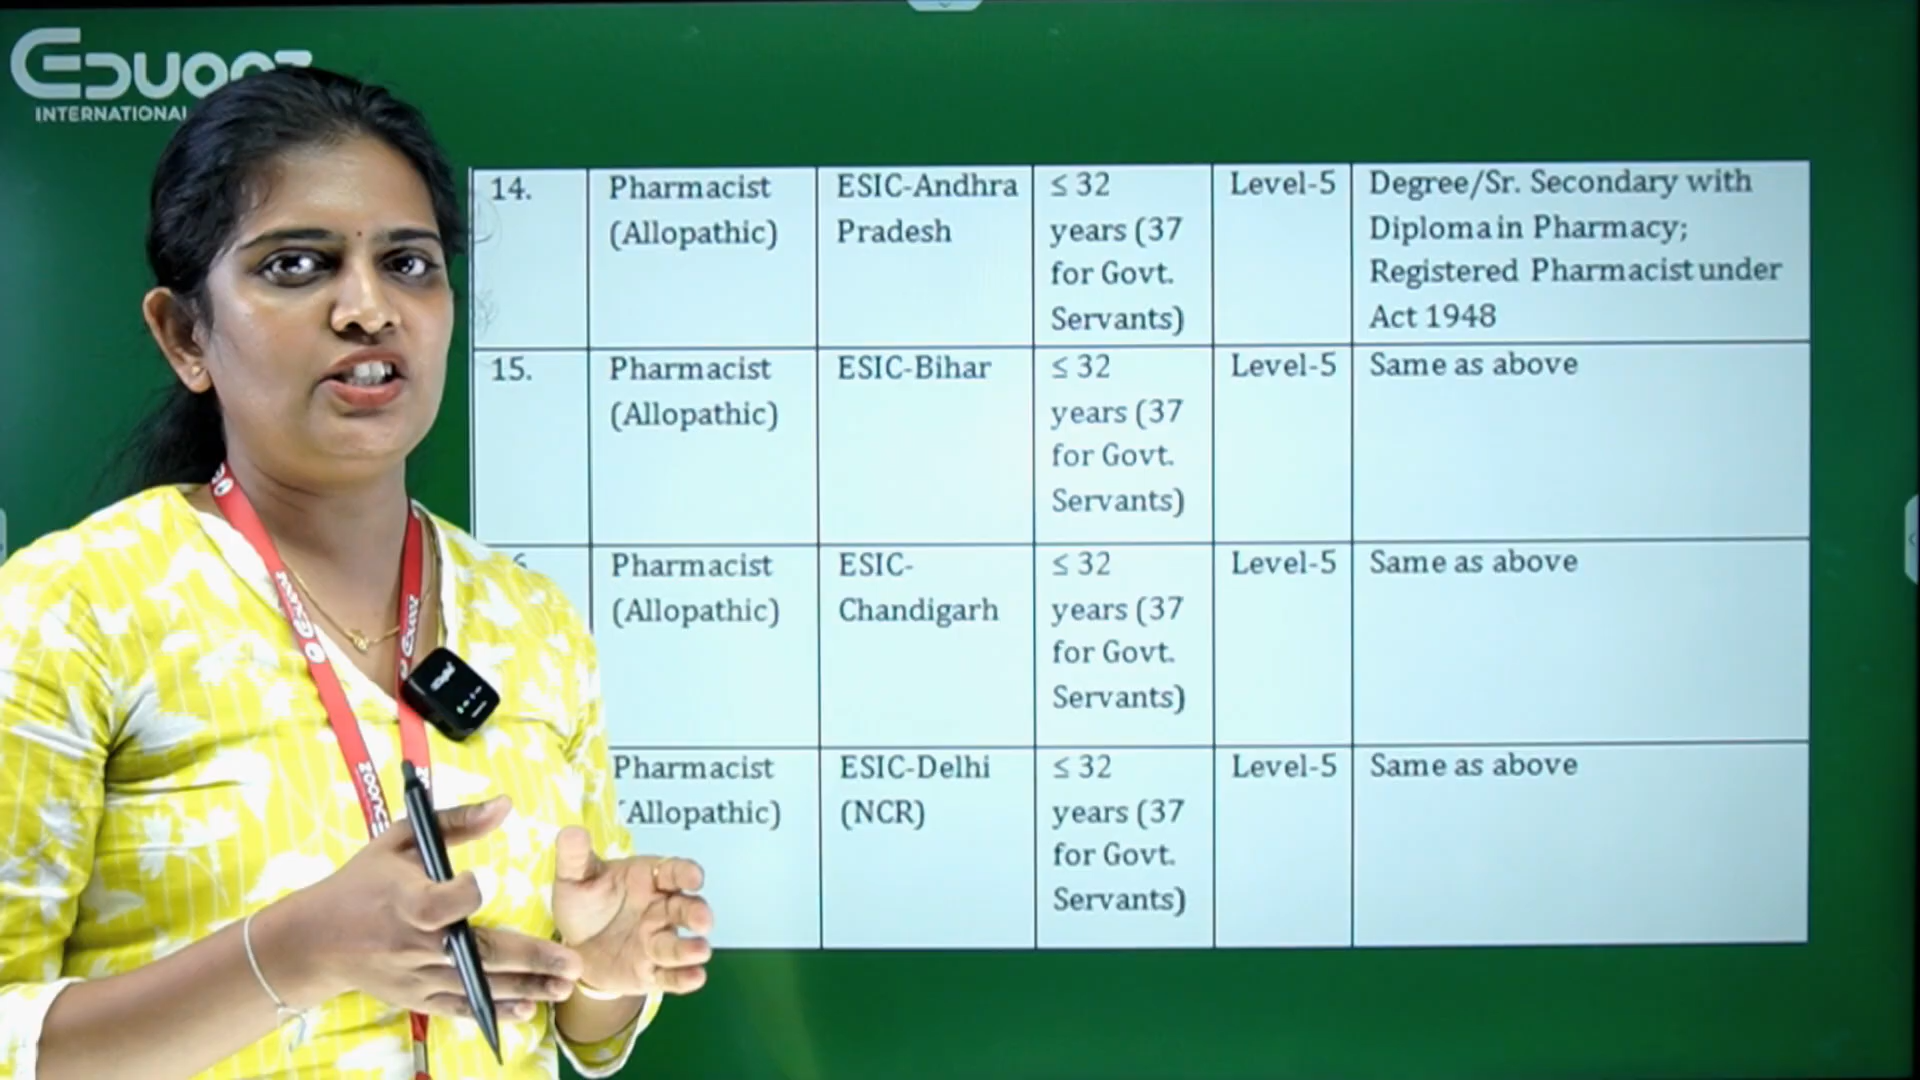 INTERNATIONAL
14.
Pharmacist
(Allopathic)
ESIC-Andhra
Pradesh
≤ 32
years (37
for Govt.
Servants)
Level-5
Degree/Sr. Secondary with
Diploma in Pharmacy;
Registered Pharmacist under
Act 1948
15.
Pharmacist
(Allopathic)
ESIC-Bihar
≤ 32
years (37
for Govt.
Servants)
Level-5
Same as above
Pharmacist
(Allopathic)
ESIC-
Chandigarh
≤ 32
years (37
for Govt.
Servants)
Level-5
Same as above
Pharmacist
Allopathic)
ESIC-Delhi
(NCR)
≤ 32
years (37
for Govt.
Servants)
Level-5
Same as above